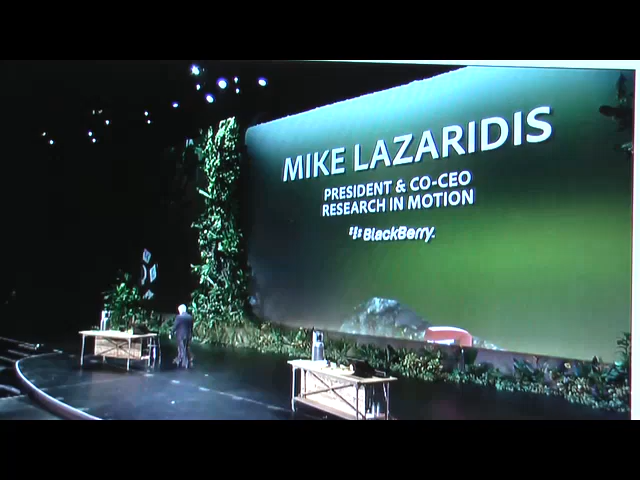 MIKE LAZARIDIS
PRESIDENT & CO-CEO
RESEARCH IN MOTION
BlackBerry.